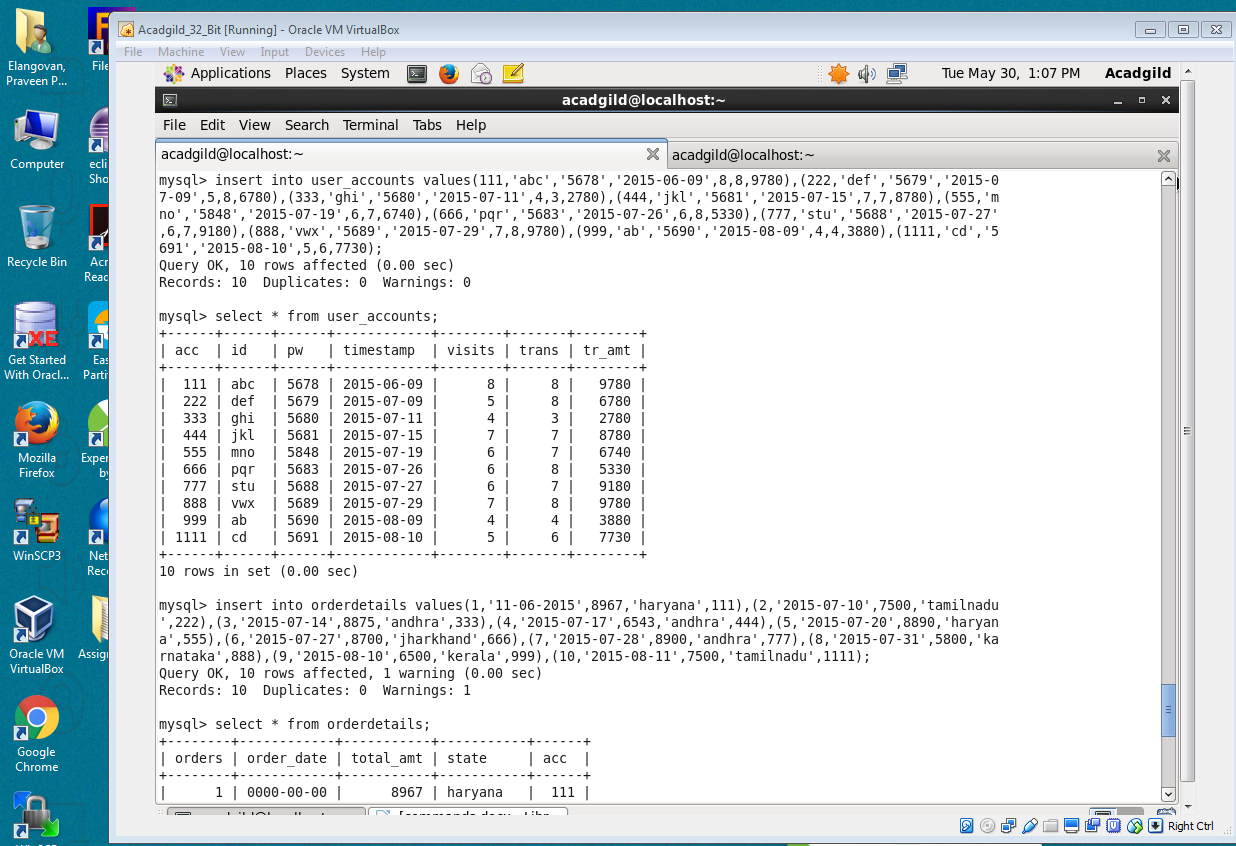 Acadgild_32_Bit [Running] - Oracle VM VirtualBox
File Machine View Input Devices Help
Applications Places System Tue May 30, 1:07 PM Acadgild
acadgild@localhost:~
File Edit View Search Terminal Tabs Help
acadgild@localhost:~ acadgild@localhost:~
mysql> insert into user_accounts values(111,'abc','5678','2015-06-09',8,8,9780),(222,'def','5679','2015-0
7-09',5,8,6780),(333,'ghi','5680','2015-07-11',4,3,2780),(444,'jkl','5681','2015-07-15',7,7,8780),(555,'m
no','5848','2015-07-19',6,7,6740),(666,'pqr','5683','2015-07-26',6,8,5330),(777,'stu','5688','2015-07-27'
,6,7,9180),(888,'vwx','5689','2015-07-29',7,8,9780),(999,'ab','5690','2015-08-09',4,4,3880),(1111,'cd','5
691','2015-08-10',5,6,7730);
Query OK, 10 rows affected (0.00 sec)
Records: 10  Duplicates: 0  Warnings: 0
mysql> select * from user_accounts;
+------+------+------+------------+--------+-------+--------+
| acc  | id   | pw   | timestamp  | visits | trans | tr_amt |
+------+------+------+------------+--------+-------+--------+
|  111 | abc  | 5678 | 2015-06-09 |      8 |     8 |   9780 |
|  222 | def  | 5679 | 2015-07-09 |      5 |     8 |   6780 |
|  333 | ghi  | 5680 | 2015-07-11 |      4 |     3 |   2780 |
|  444 | jkl  | 5681 | 2015-07-15 |      7 |     7 |   8780 |
|  555 | mno  | 5848 | 2015-07-19 |      6 |     7 |   6740 |
|  666 | pqr  | 5683 | 2015-07-26 |      6 |     8 |   5330 |
|  777 | stu  | 5688 | 2015-07-27 |      6 |     7 |   9180 |
|  888 | vwx  | 5689 | 2015-07-29 |      7 |     8 |   9780 |
|  999 | ab   | 5690 | 2015-08-09 |      4 |     4 |   3880 |
| 1111 | cd   | 5691 | 2015-08-10 |      5 |     6 |   7730 |
+------+------+------+------------+--------+-------+--------+
10 rows in set (0.00 sec)
mysql> insert into orderdetails values(1,'11-06-2015',8967,'haryana',111),(2,'2015-07-10',7500,'tamilnadu
',222),(3,'2015-07-14',8875,'andhra',333),(4,'2015-07-17',6543,'andhra',444),(5,'2015-07-20',8890,'haryan
a',555),(6,'2015-07-27',8700,'jharkhand',666),(7,'2015-07-28',8900,'andhra',777),(8,'2015-07-31',5800,'ka
rnataka',888),(9,'2015-08-10',6500,'kerala',999),(10,'2015-08-11',7500,'tamilnadu',1111);
Query OK, 10 rows affected, 1 warning (0.00 sec)
Records: 10  Duplicates: 0  Warnings: 1
mysql> select * from orderdetails;
+--------+------------+-----------+-----------+------+
| orders | order_date | total_amt | state     | acc  |
+--------+------------+-----------+-----------+------+
|      1 | 0000-00-00 |      8967 | haryana   |  111 |
Right Ctrl
Elangovan,
Praveen P...
File
Computer
ecli
Sho
Recycle Bin
Acr
Reac
XE
Get Started
With Oracl...
Eas
Parti
Mozilla
Firefox
Exper
by
WinSCP3
Net
Reco
Oracle VM
VirtualBox
Assig
Google
Chrome